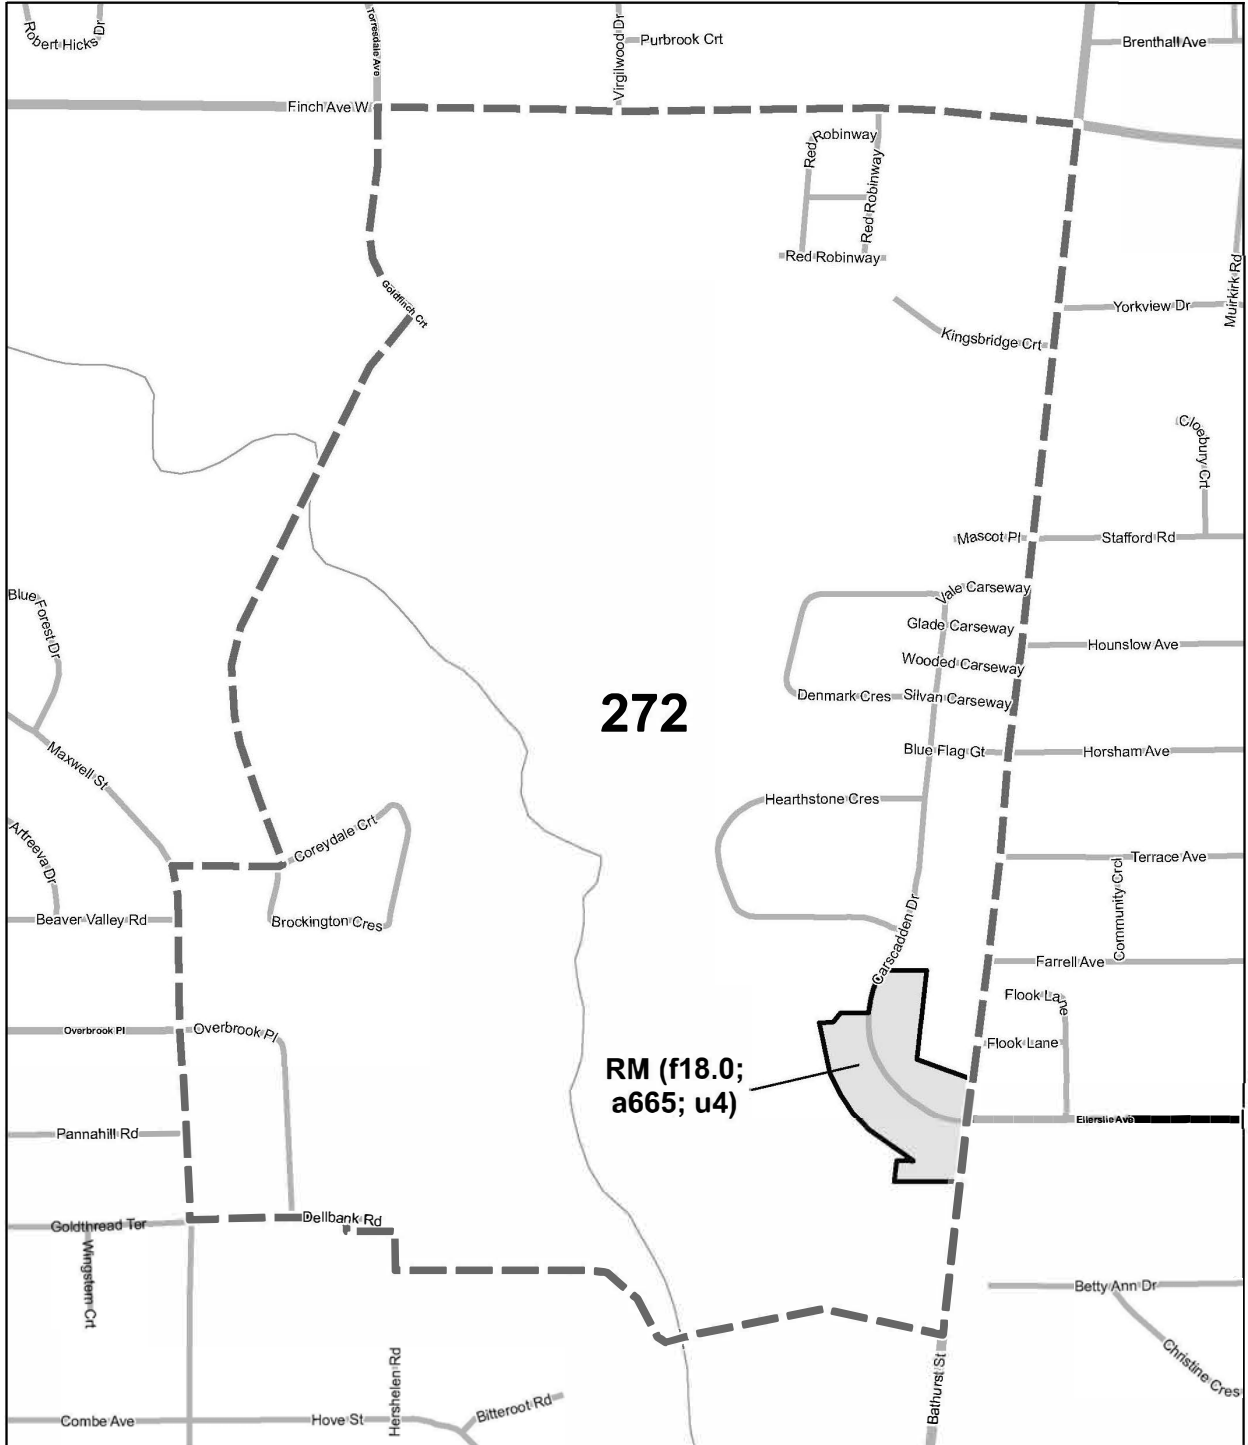 Robert Hicks Dr
Torresdale Ave
Virgilwood Dr
Purbrook Crt
Brenthall Ave
Finch Ave W
Red Robinway
Red Robinway
Red Robinway
Muirkirk Rd
Goldfinch Crt
Yorkview Dr
Kingsbridge Crt
Cloebury Crt
Mascot Pl
Stafford Rd
Blue Forest Dr
Vale Carseway
Glade Carseway
Hounslow Ave
Wooded Carseway
Denmark Cres
Silvan Carseway
272
Maxwell St
Blue Flag Gt
Horsham Ave
Hearthstone Cres
Artreeva Dr
Coreydale Crt
Terrace Ave
Community Crcl
Beaver Valley Rd
Brockington Cres
Carscadden Dr
Farrell Ave
Flook Lane
Overbrook Pl
Overbrook Pl
Flook Lane
RM (f18.0;
a665; u4)
Ellerslie Ave
Pannahill Rd
Goldthread Ter
Dellbank Rd
Wingstem Crt
Betty Ann Dr
Christine Cres
Hershelen Rd
Bathurst St
Combe Ave
Hove St
Bitteroot Rd